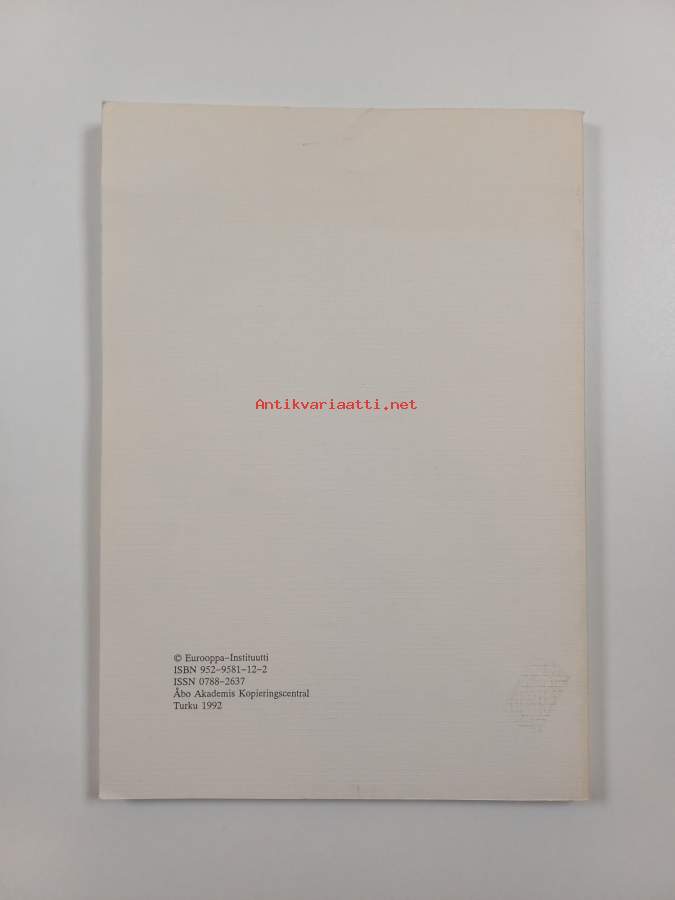 Antikvariaatti.net
© Eurooppa–Instituutti
ISBN 952–9581–12–2
ISSN 0788–2637
Åbo Akademis Kopieringscentral
Turku 1992